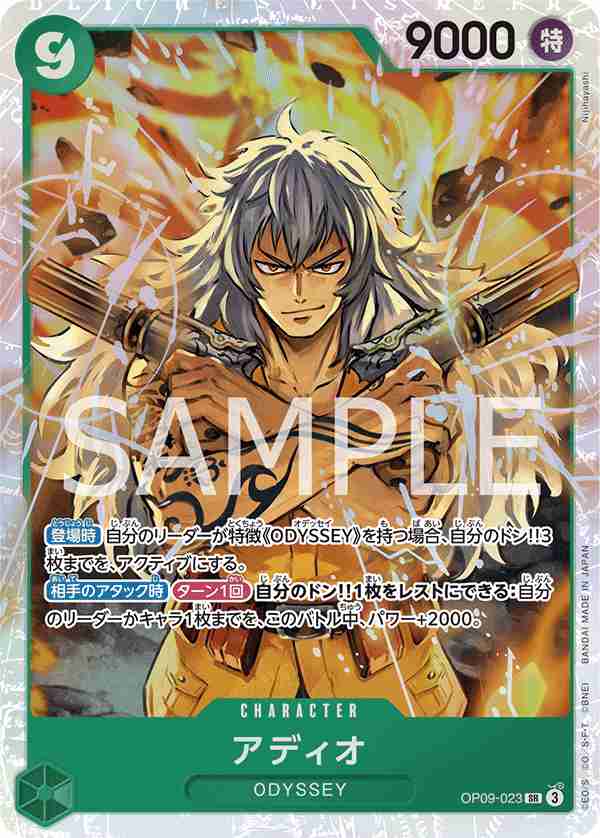 9
9000
特
Nijihayashi
SAMPLE
登場時 自分のリーダーが特徴《ODYSSEY》を持つ場合、自分のドン!!3
枚までを、アクティブにする。
相手のアタック時 ターン1回 自分のドン!!1枚をレストにできる：自分
のリーダーかキャラ1枚までを、このバトル中、パワー+2000。
CHARACTER
アディオ
ODYSSEY
OP09-023 SR 3
©E.O/S. ©O./S・F・T ©BNEI BANDAI MADE IN JAPAN